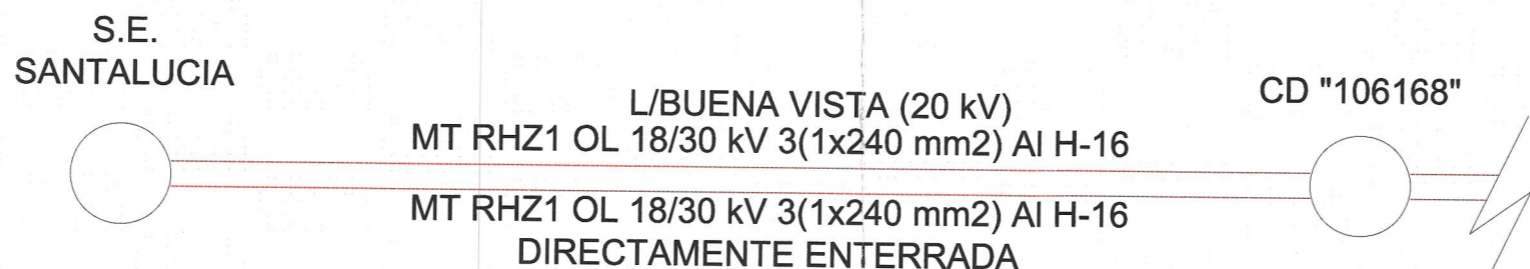 S.E.
SANTALUCIA
L/BUENA VISTA (20 kV)
MT RHZ1 OL 18/30 kV 3(1x240 mm2) Al H-16
CD "106168"
MT RHZ1 OL 18/30 kV 3(1x240 mm2) Al H-16
DIRECTAMENTE ENTERRADA